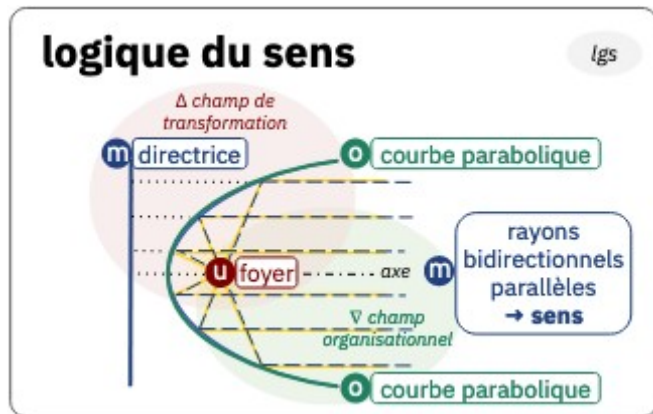 logique du sens
lgs
Δ champ de
transformation
m directrice
o courbe parabolique
u foyer
axe
m
rayons
bidirectionnels
parallèles
→ sens
∇ champ
organisationnel
o courbe parabolique